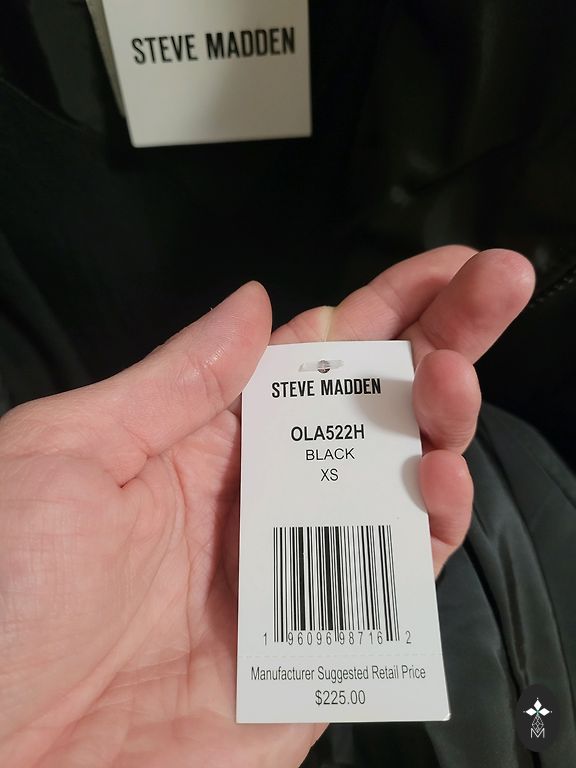 STEVE MADDEN
STEVE MADDEN
OLA522H
BLACK
XS
1 96096 98716 2
Manufacturer Suggested Retail Price
$225.00
M